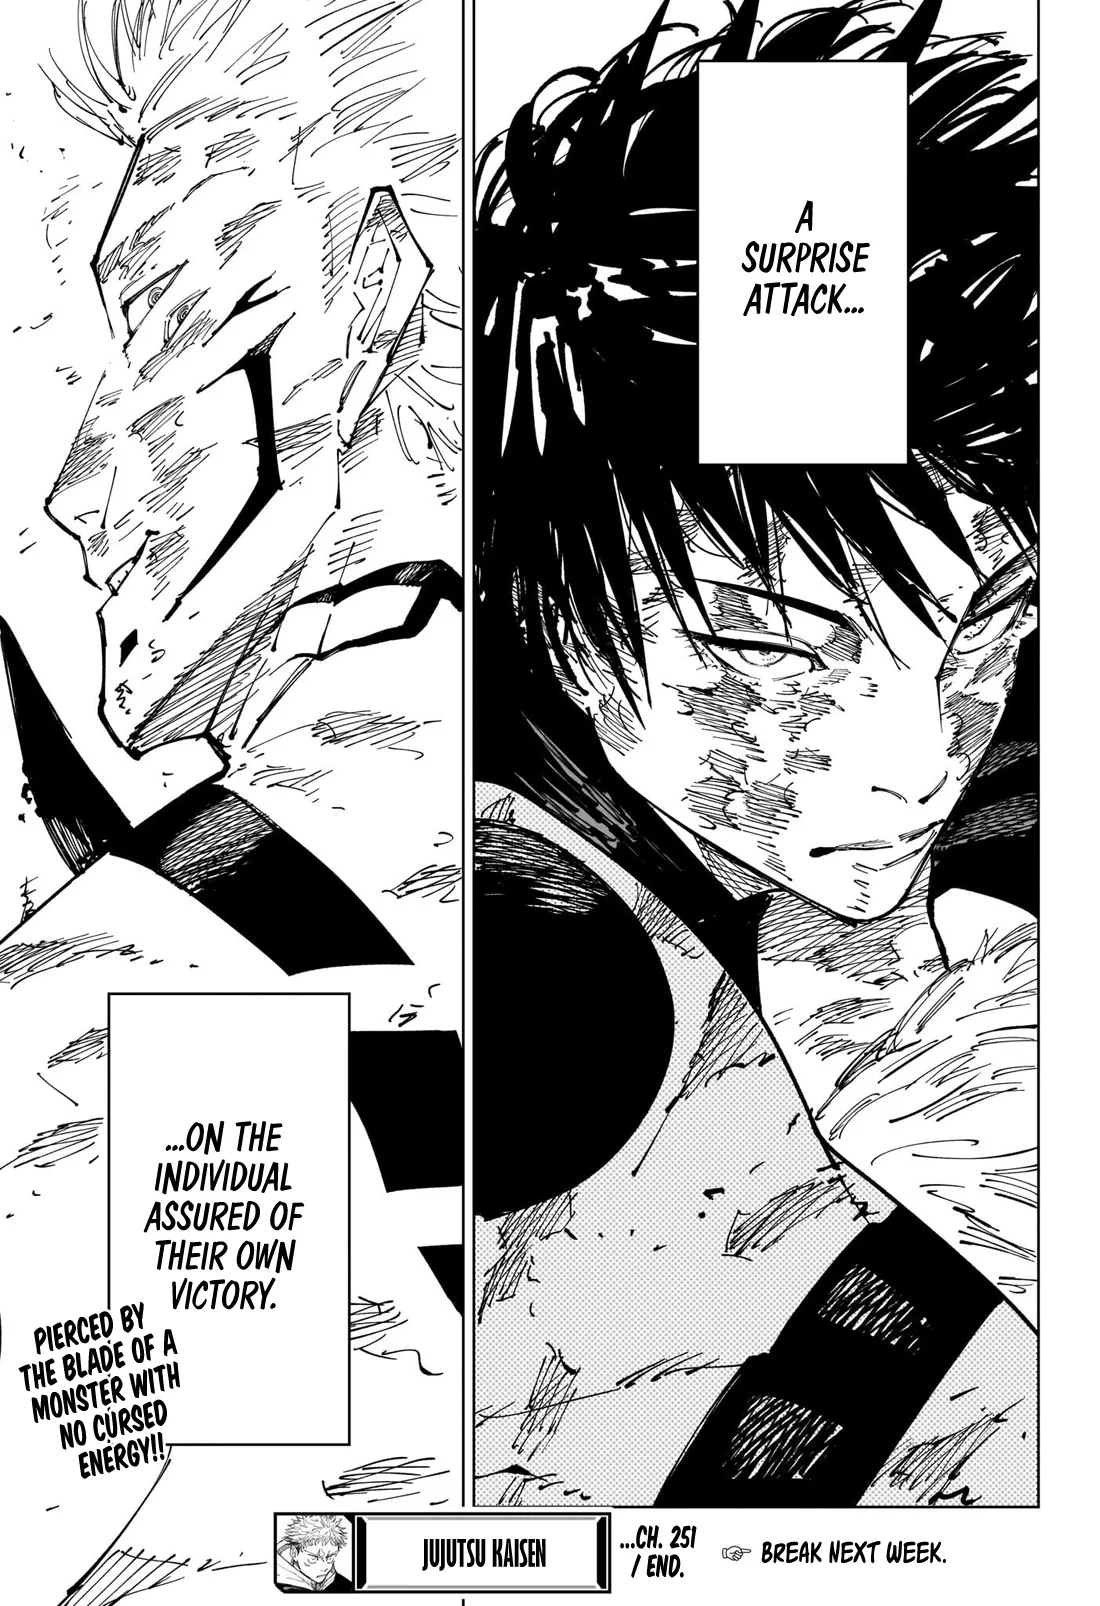 A
SURPRISE
ATTACK...
...ON THE
INDIVIDUAL
ASSURED OF
THEIR OWN
VICTORY.
PIERCED BY
THE BLADE OF A
MONSTER WITH
NO CURSED
ENERGY!!
JUJUTSU KAISEN
...CH. 251
/ END.
☞ BREAK NEXT WEEK.